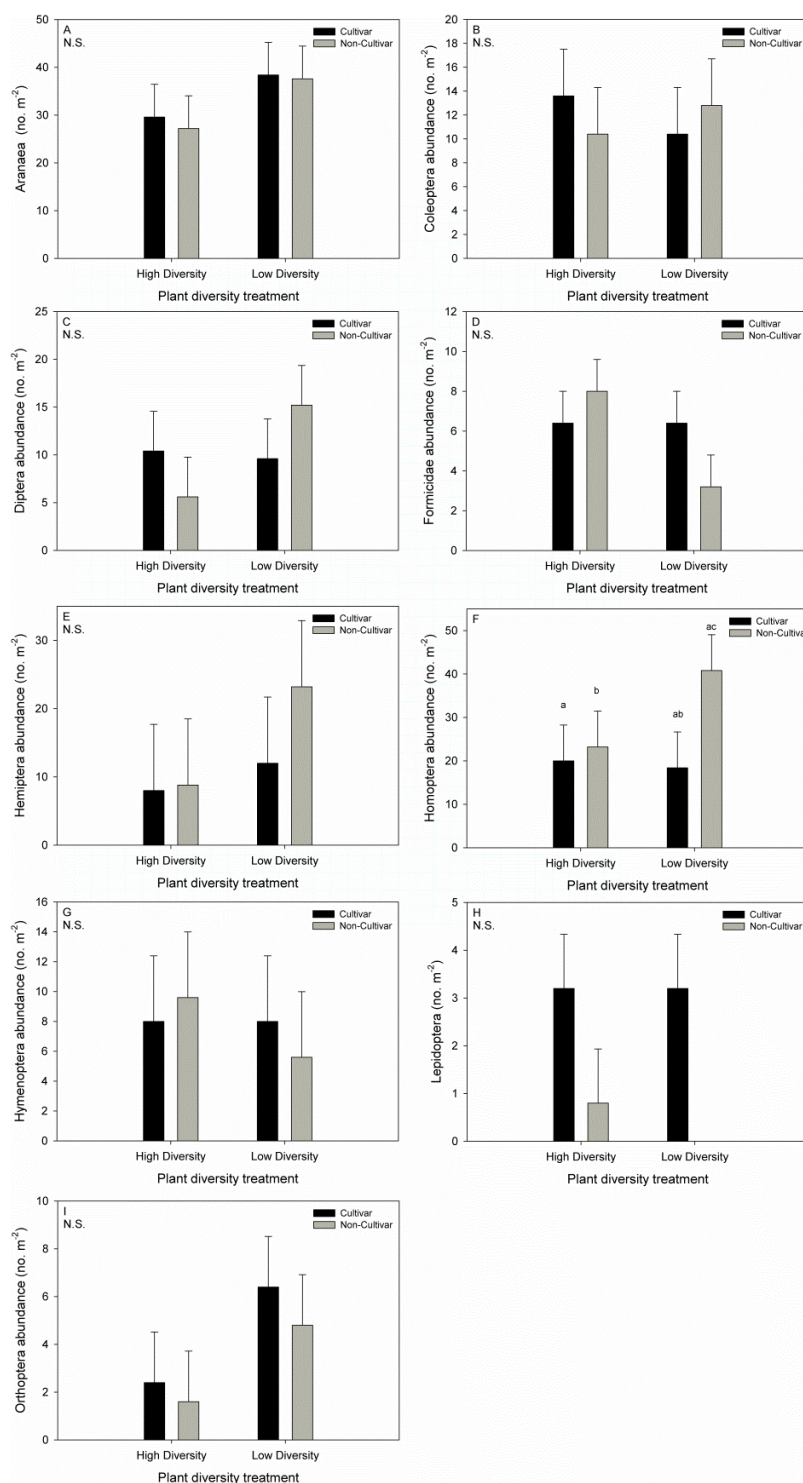 A
N.S.
Cultivar
Non-Cultivar
Aranaea (no. m-2)
50
40
30
20
10
0
High Diversity Low Diversity
Plant diversity treatment
B
N.S.
Cultivar
Non-Cultivar
Coleoptera abundance (no. m-2)
20
18
16
14
12
10
8
6
4
2
0
High Diversity Low Diversity
Plant diversity treatment
C
N.S.
Cultivar
Non-Cultivar
Diptera abundance (no. m-2)
25
20
15
10
5
0
High Diversity Low Diversity
Plant diversity treatment
D
N.S.
Cultivar
Non-Cultivar
Formicidae abundance (no. m-2)
12
10
8
6
4
2
0
High Diversity Low Diversity
Plant diversity treatment
E
N.S.
Cultivar
Non-Cultivar
Hemiptera abundance (no. m-2)
30
20
10
0
High Diversity Low Diversity
Plant diversity treatment
F
Cultivar
Non-Cultivar
Homoptera abundance (no. m-2)
50
40
30
20
10
0
a
b
ab
ac
High Diversity Low Diversity
Plant diversity treatment
G
N.S.
Cultivar
Non-Cultivar
Hymenoptera abundance (no. m-2)
16
14
12
10
8
6
4
2
0
High Diversity Low Diversity
Plant diversity treatment
H
N.S.
Cultivar
Non-Cultivar
Lepidoptera (no. m-2)
5
4
3
2
1
0
High Diversity Low Diversity
Plant diversity treatment
I
N.S.
Cultivar
Non-Cultivar
Orthoptera abundance (no. m-2)
10
8
6
4
2
0
High Diversity Low Diversity
Plant diversity treatment